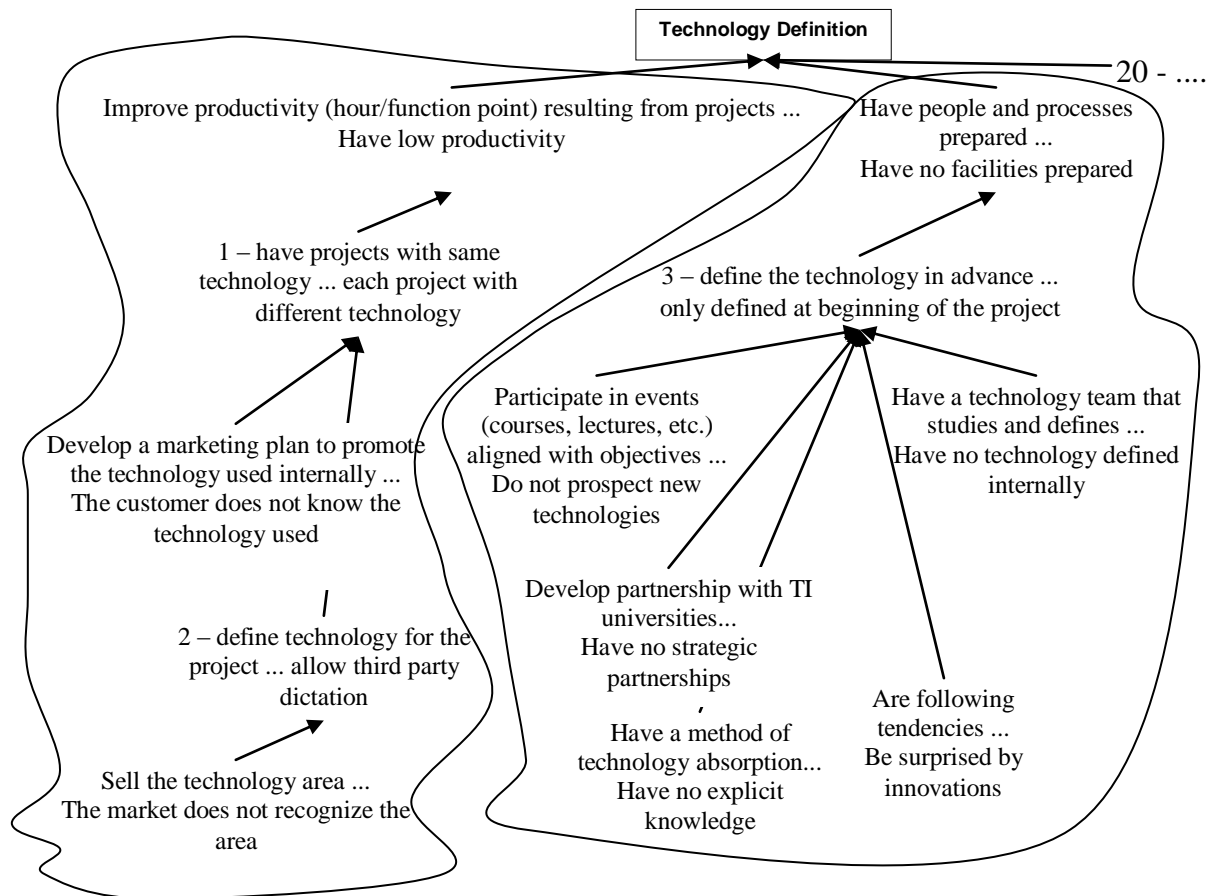 Technology Definition
20 - ....
Improve productivity (hour/function point) resulting from projects ...
Have low productivity
Have people and processes
prepared ...
Have no facilities prepared
1 – have projects with same
technology ... each project with
different technology
3 – define the technology in advance ...
only defined at beginning of the project
Participate in events
(courses, lectures, etc.)
aligned with objectives ...
Do not prospect new
technologies
Have a technology team that
studies and defines ...
Have no technology defined
internally
Develop a marketing plan to promote
the technology used internally ...
The customer does not know the
technology used
Develop partnership with TI
universities...
Have no strategic
partnerships
2 – define technology for the
project ... allow third party
dictation
Are following
tendencies ...
Be surprised by
innovations
Have a method of
technology absorption...
Have no explicit
knowledge
Sell the technology area ...
The market does not recognize the
area